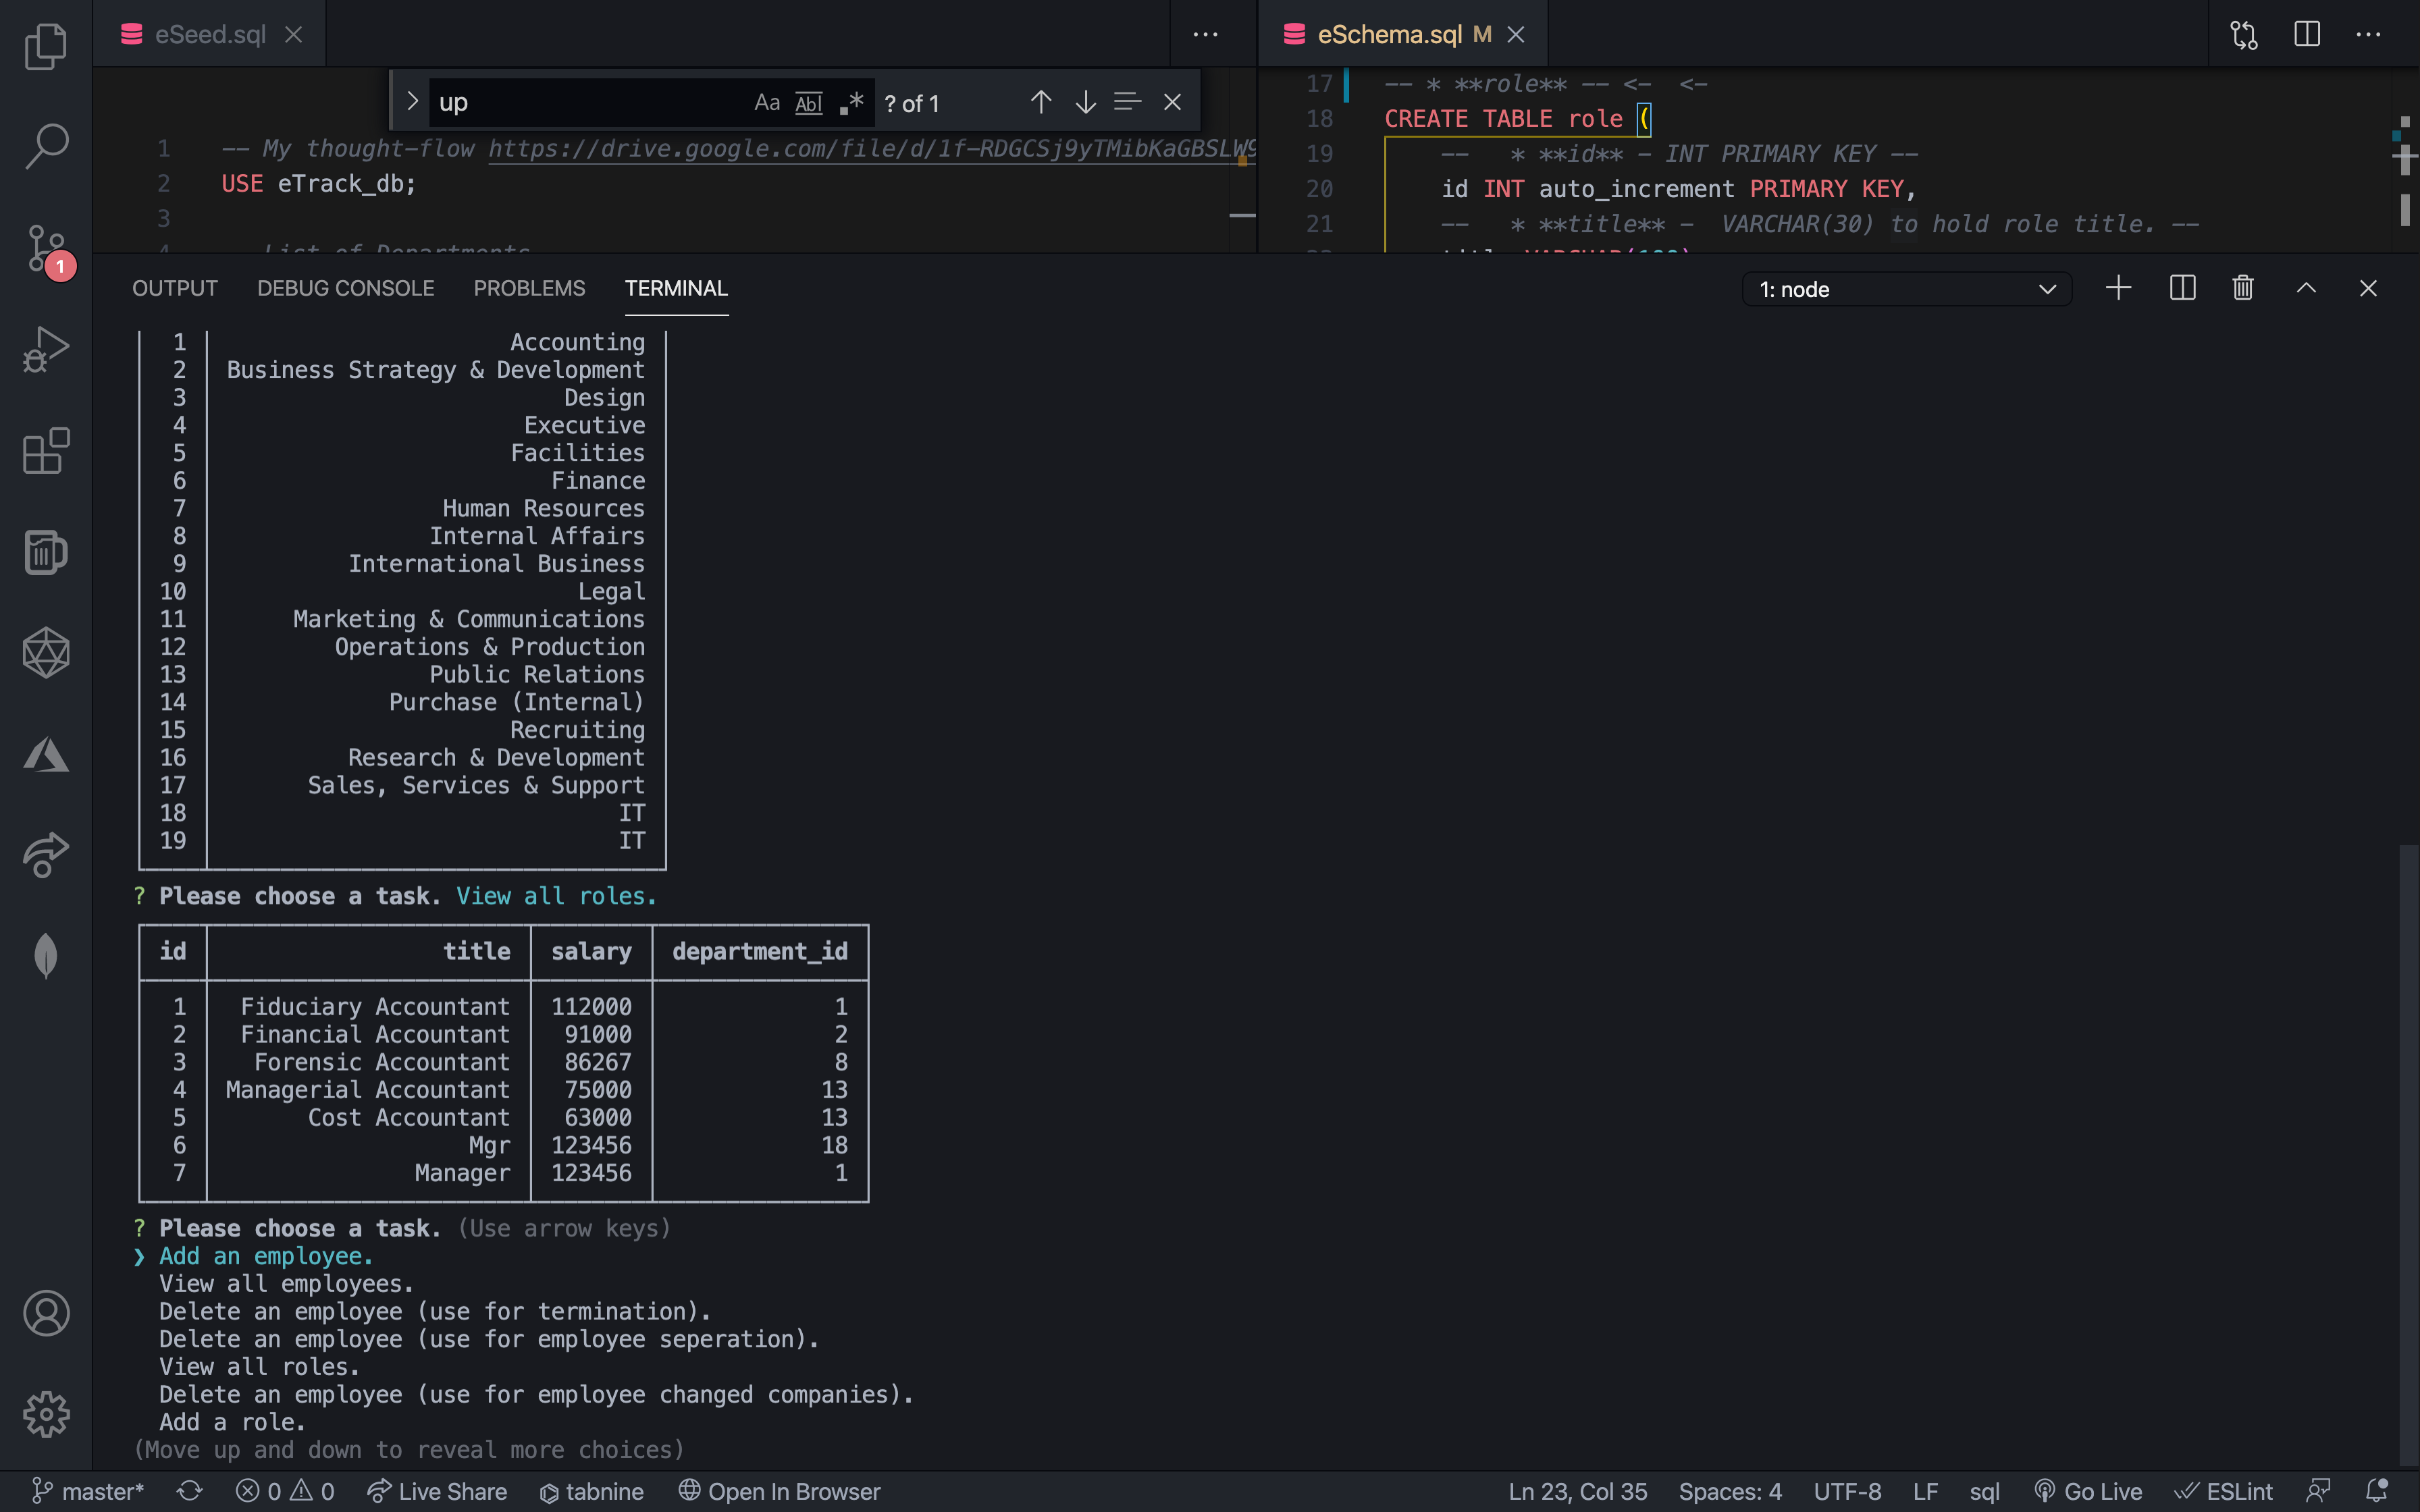 eSeed.sql
eSchema.sql M
up
Aa Abl .* ? of 1
1 -- My thought-flow https://drive.google.com/file/d/1f-RDGCSj9yTMibKaGBSLW9
2 USE eTrack_db;
3
4 -- List of Departments
17 -- * **role** -- <- <-
18 CREATE TABLE role (
19 -- * **id** - INT PRIMARY KEY --
20 id INT auto_increment PRIMARY KEY,
21 -- * **title** - VARCHAR(30) to hold role title. --
22 title VARCHAR(100)
1
OUTPUT DEBUG CONSOLE PROBLEMS TERMINAL
1: node
1 Accounting
2 Business Strategy & Development
3 Design
4 Executive
5 Facilities
6 Finance
7 Human Resources
8 Internal Affairs
9 International Business
10 Legal
11 Marketing & Communications
12 Operations & Production
13 Public Relations
14 Purchase (Internal)
15 Recruiting
16 Research & Development
17 Sales, Services & Support
18 IT
19 IT
? Please choose a task. View all roles.
id title salary department_id
1 Fiduciary Accountant 112000 1
2 Financial Accountant 91000 2
3 Forensic Accountant 86267 8
4 Managerial Accountant 75000 13
5 Cost Accountant 63000 13
6 Mgr 123456 18
7 Manager 123456 1
? Please choose a task. (Use arrow keys)
❯ Add an employee.
View all employees.
Delete an employee (use for termination).
Delete an employee (use for employee seperation).
View all roles.
Delete an employee (use for employee changed companies).
Add a role.
(Move up and down to reveal more choices)
master* 0 0 Live Share tabnine Open In Browser Ln 23, Col 35 Spaces: 4 UTF-8 LF sql Go Live ESLint